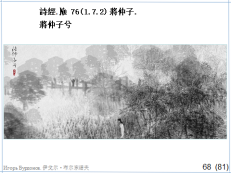 詩經.頌 76(1.7.2) 將仲子.
將仲子兮
Игорь Бурдонов. 伊戈尔·布尔东诺夫
68 (81)